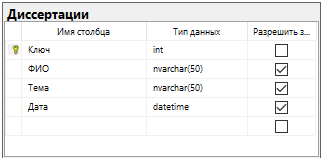 Диссертации
Имя столбца Тип данных Разрешить з...
Ключ int
ФИО nvarchar(50)
Тема nvarchar(50)
Дата datetime